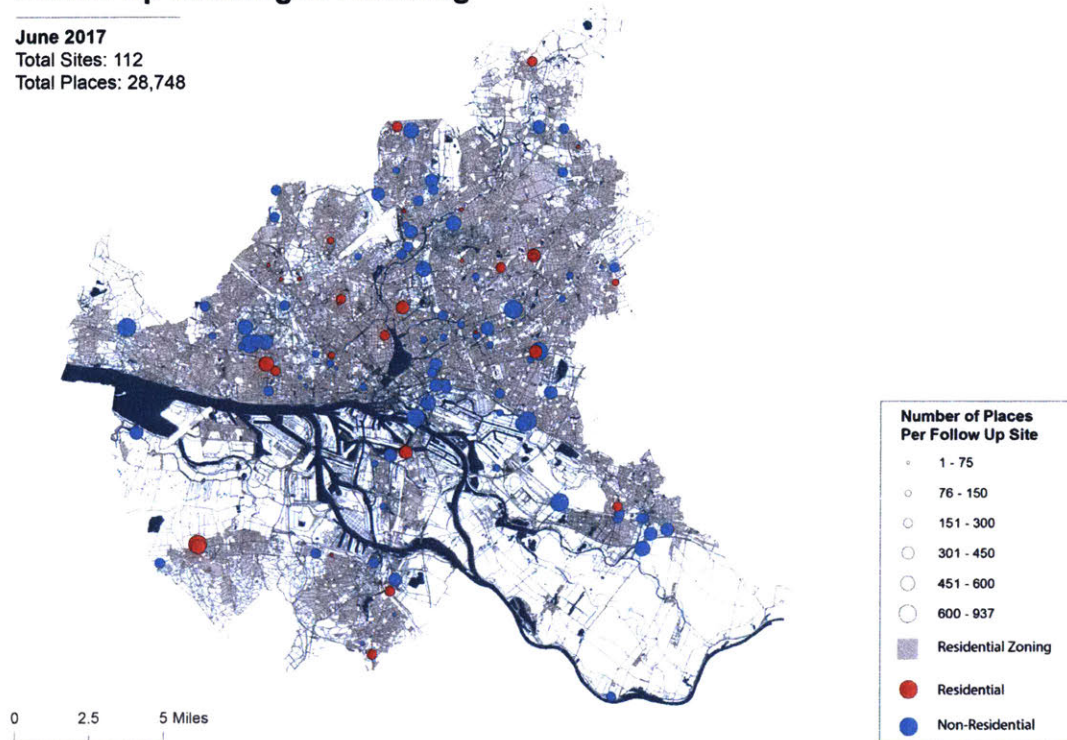 June 2017
Total Sites: 112
Total Places: 28,748
0 2.5 5 Miles
Number of Places
Per Follow Up Site
1 - 75
76 - 150
151 - 300
301 - 450
451 - 600
600 - 937
Residential Zoning
Residential
Non-Residential